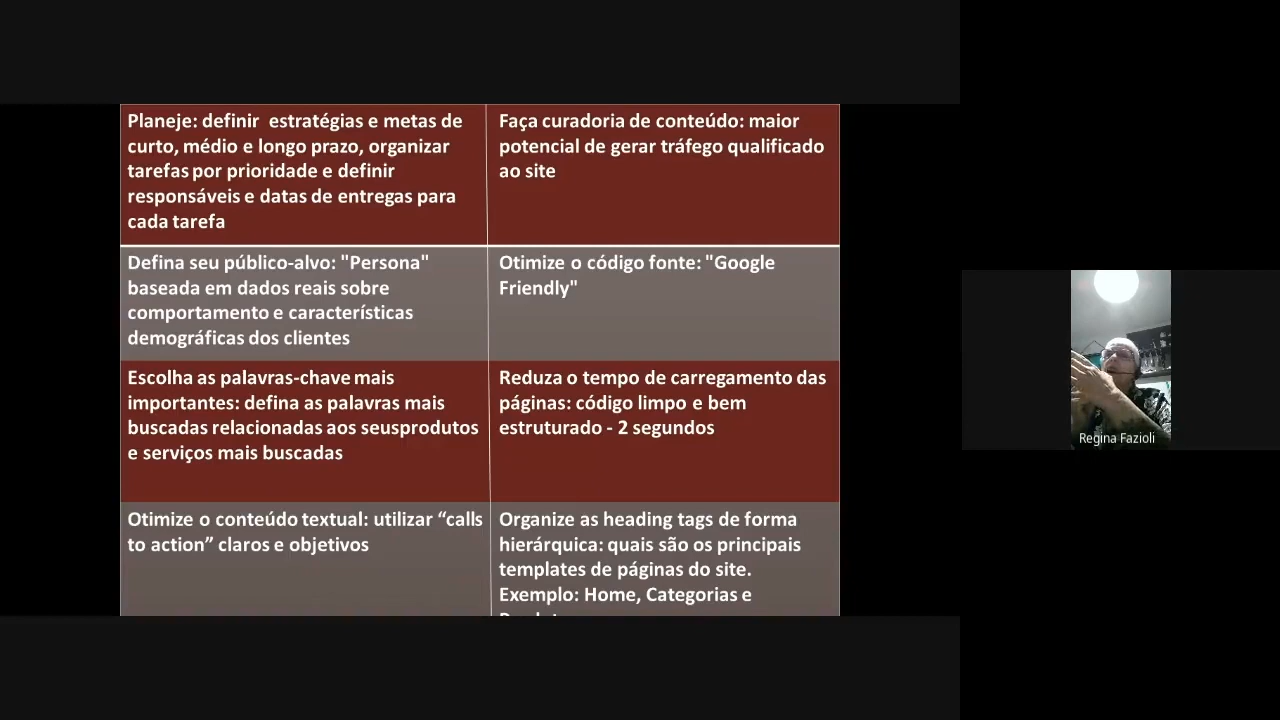 Planeje: definir estratégias e metas de
curto, médio e longo prazo, organizar
tarefas por prioridade e definir
responsáveis e datas de entregas para
cada tarefa
Faça curadoria de conteúdo: maior
potencial de gerar tráfego qualificado
ao site
Defina seu público-alvo: "Persona"
baseada em dados reais sobre
comportamento e características
demográficas dos clientes
Otimize o código fonte: "Google
Friendly"
Escolha as palavras-chave mais
importantes: defina as palavras mais
buscadas relacionadas aos seusprodutos
e serviços mais buscadas
Reduza o tempo de carregamento das
páginas: código limpo e bem
estruturado - 2 segundos
Otimize o conteúdo textual: utilizar “calls
to action” claros e objetivos
Organize as heading tags de forma
hierárquica: quais são os principais
templates de páginas do site.
Exemplo: Home, Categorias e
Regina Fazioli